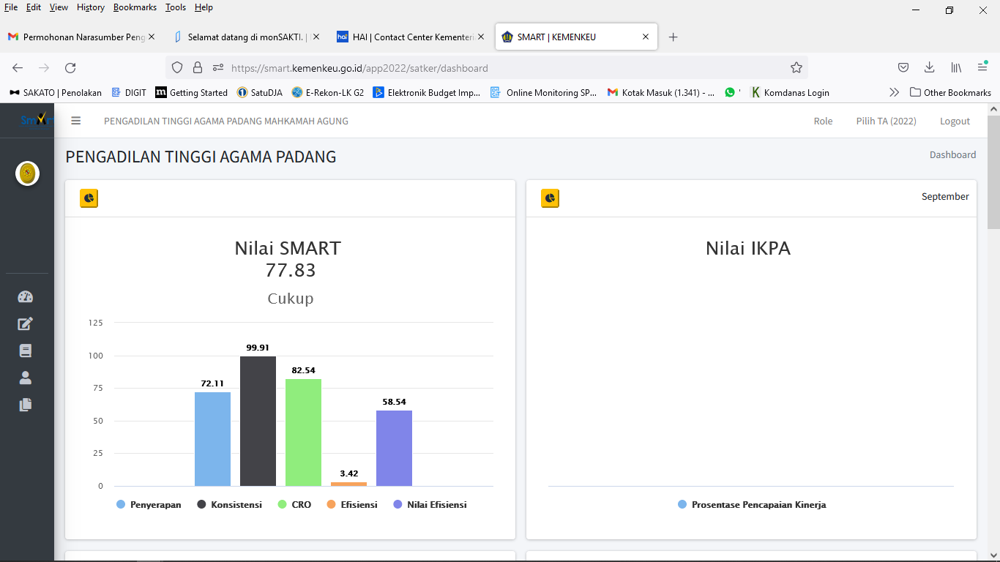 File Edit View History Bookmarks Tools Help
Permohonan Narasumber Peng
Selamat datang di monSAKTI. |
HAI | Contact Center Kementeri
SMART | KEMENKEU
https://smart.kemenkeu.go.id/app2022/satker/dashboard
SAKATO | Penolakan
DIGIT
Getting Started
SatuDJA
E-Rekon-LK G2
Elektronik Budget Imp...
Online Monitoring SP...
Kotak Masuk (1.341) - ...
'
Komdanas Login
Other Bookmarks
PENGADILAN TINGGI AGAMA PADANG MAHKAMAH AGUNG
Role
Pilih TA (2022)
Logout
PENGADILAN TINGGI AGAMA PADANG
Dashboard
September
Nilai SMART
77.83
Cukup
125
100
75
50
25
0
72.11
99.91
82.54
3.42
58.54
Penyerapan
Konsistensi
CRO
Efisiensi
Nilai Efisiensi
Nilai IKPA
Prosentase Pencapaian Kinerja